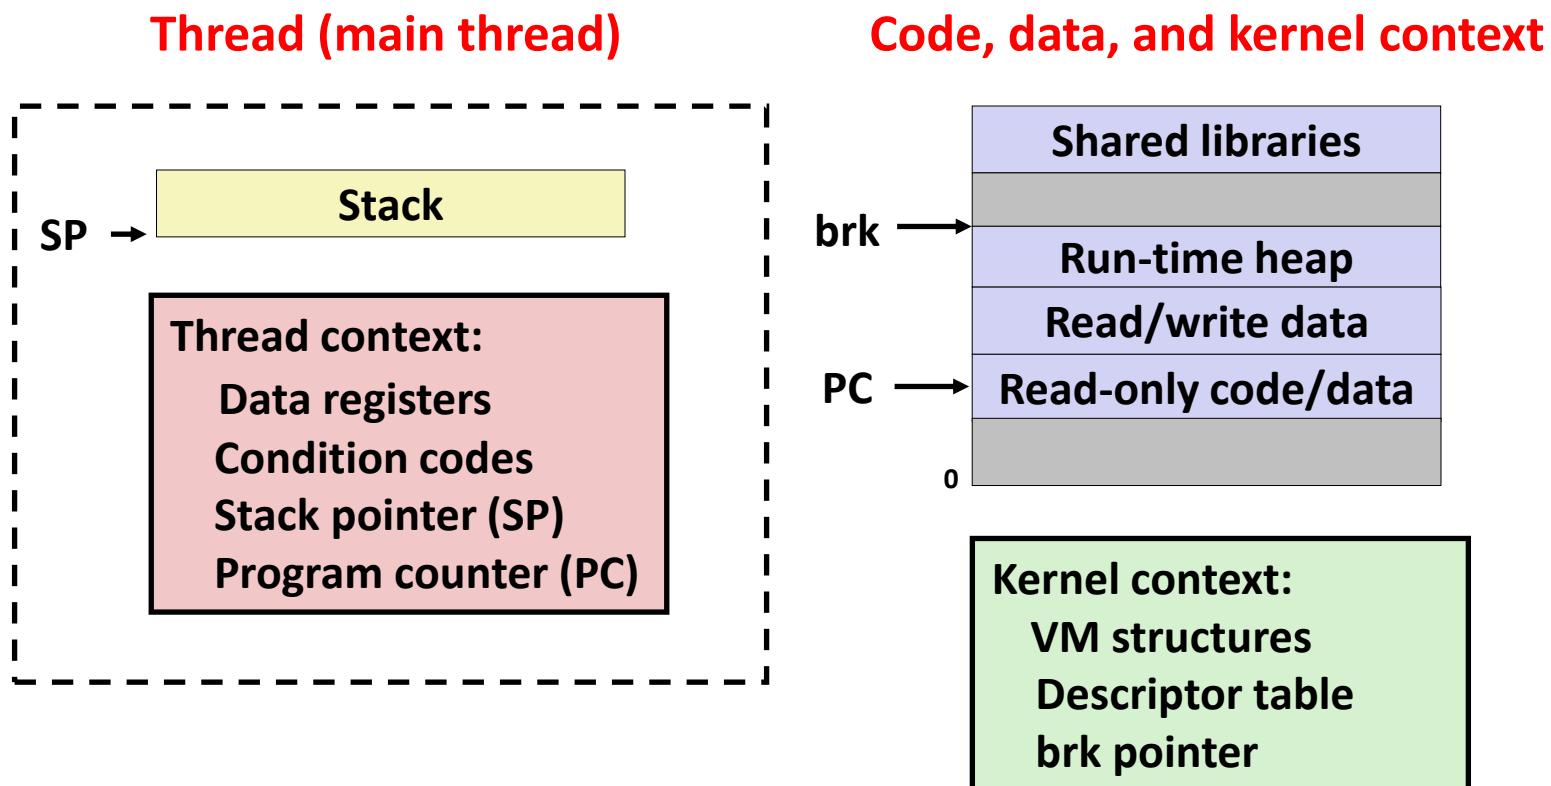 Thread (main thread)
Stack
SP
Thread context:
Data registers
Condition codes
Stack pointer (SP)
Program counter (PC)
Code, data, and kernel context
Shared libraries
brk
Run-time heap
Read/write data
PC
Read-only code/data
0
Kernel context:
VM structures
Descriptor table
brk pointer